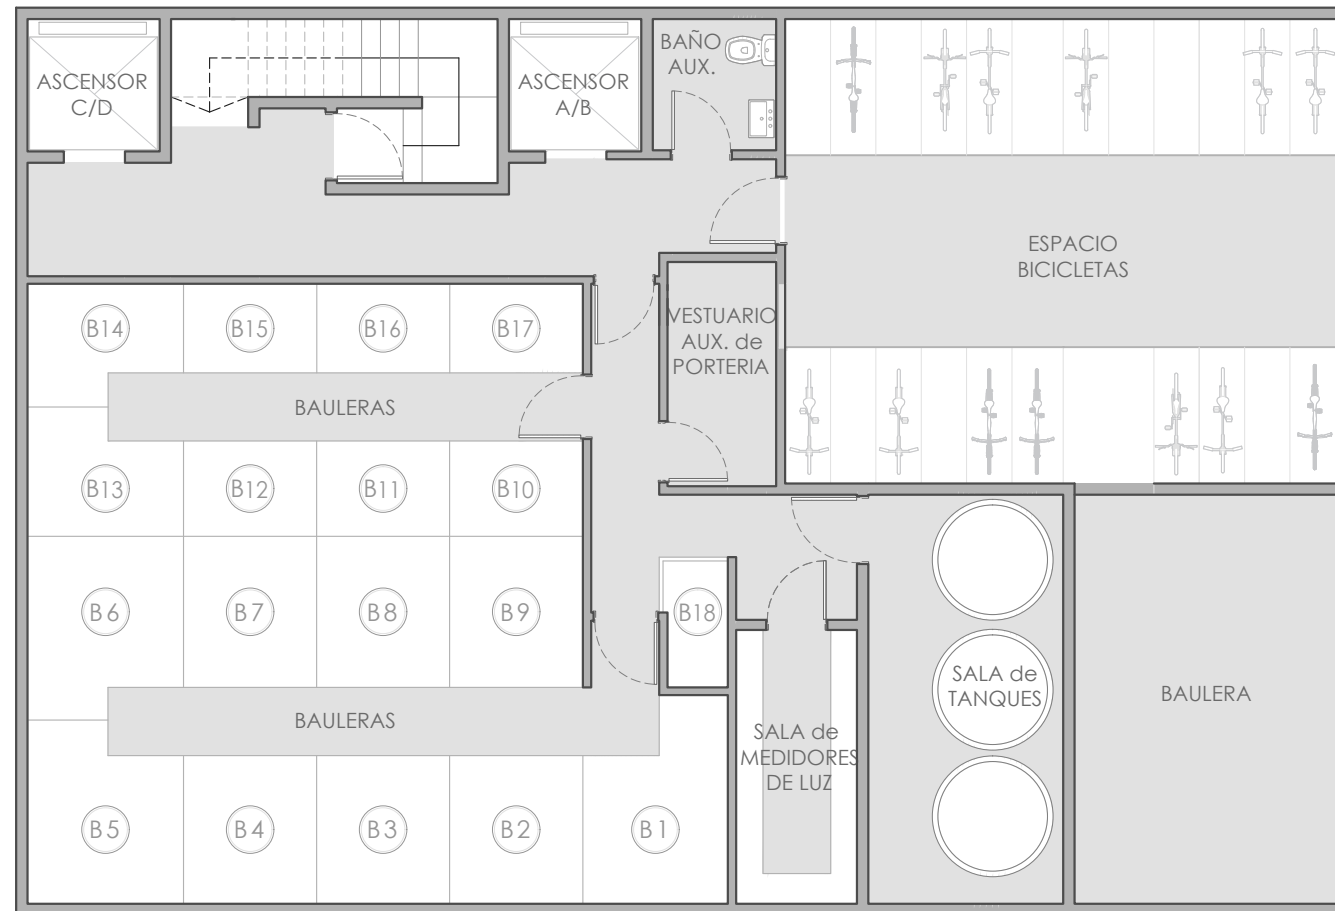 ASCENSOR
C/D
ASCENSOR
A/B
BAÑO
AUX.
ESPACIO
BICICLETAS
VESTUARIO
AUX. de
PORTERIA
B14
B15
B16
B17
BAULERAS
B13
B12
B11
B10
B6
B7
B8
B9
B18
BAULERAS
SALA de
MEDIDORES
DE LUZ
SALA de
TANQUES
BAULERA
B5
B4
B3
B2
B1